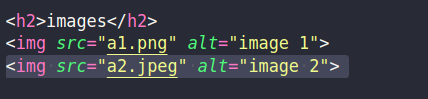 <h2>images</h2>
<img src="a1.png" alt="image 1">
<img src="a2.jpeg" alt="image 2">